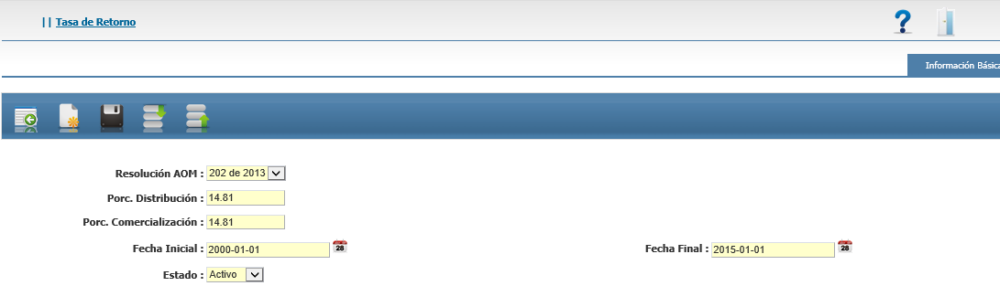 || Tasa de Retorno
?
Información Básica
Resolución AOM : 202 de 2013
Porc. Distribución : 14.81
Porc. Comercialización : 14.81
Fecha Inicial : 2000-01-01 28 Fecha Final : 2015-01-01 28
Estado : Activo